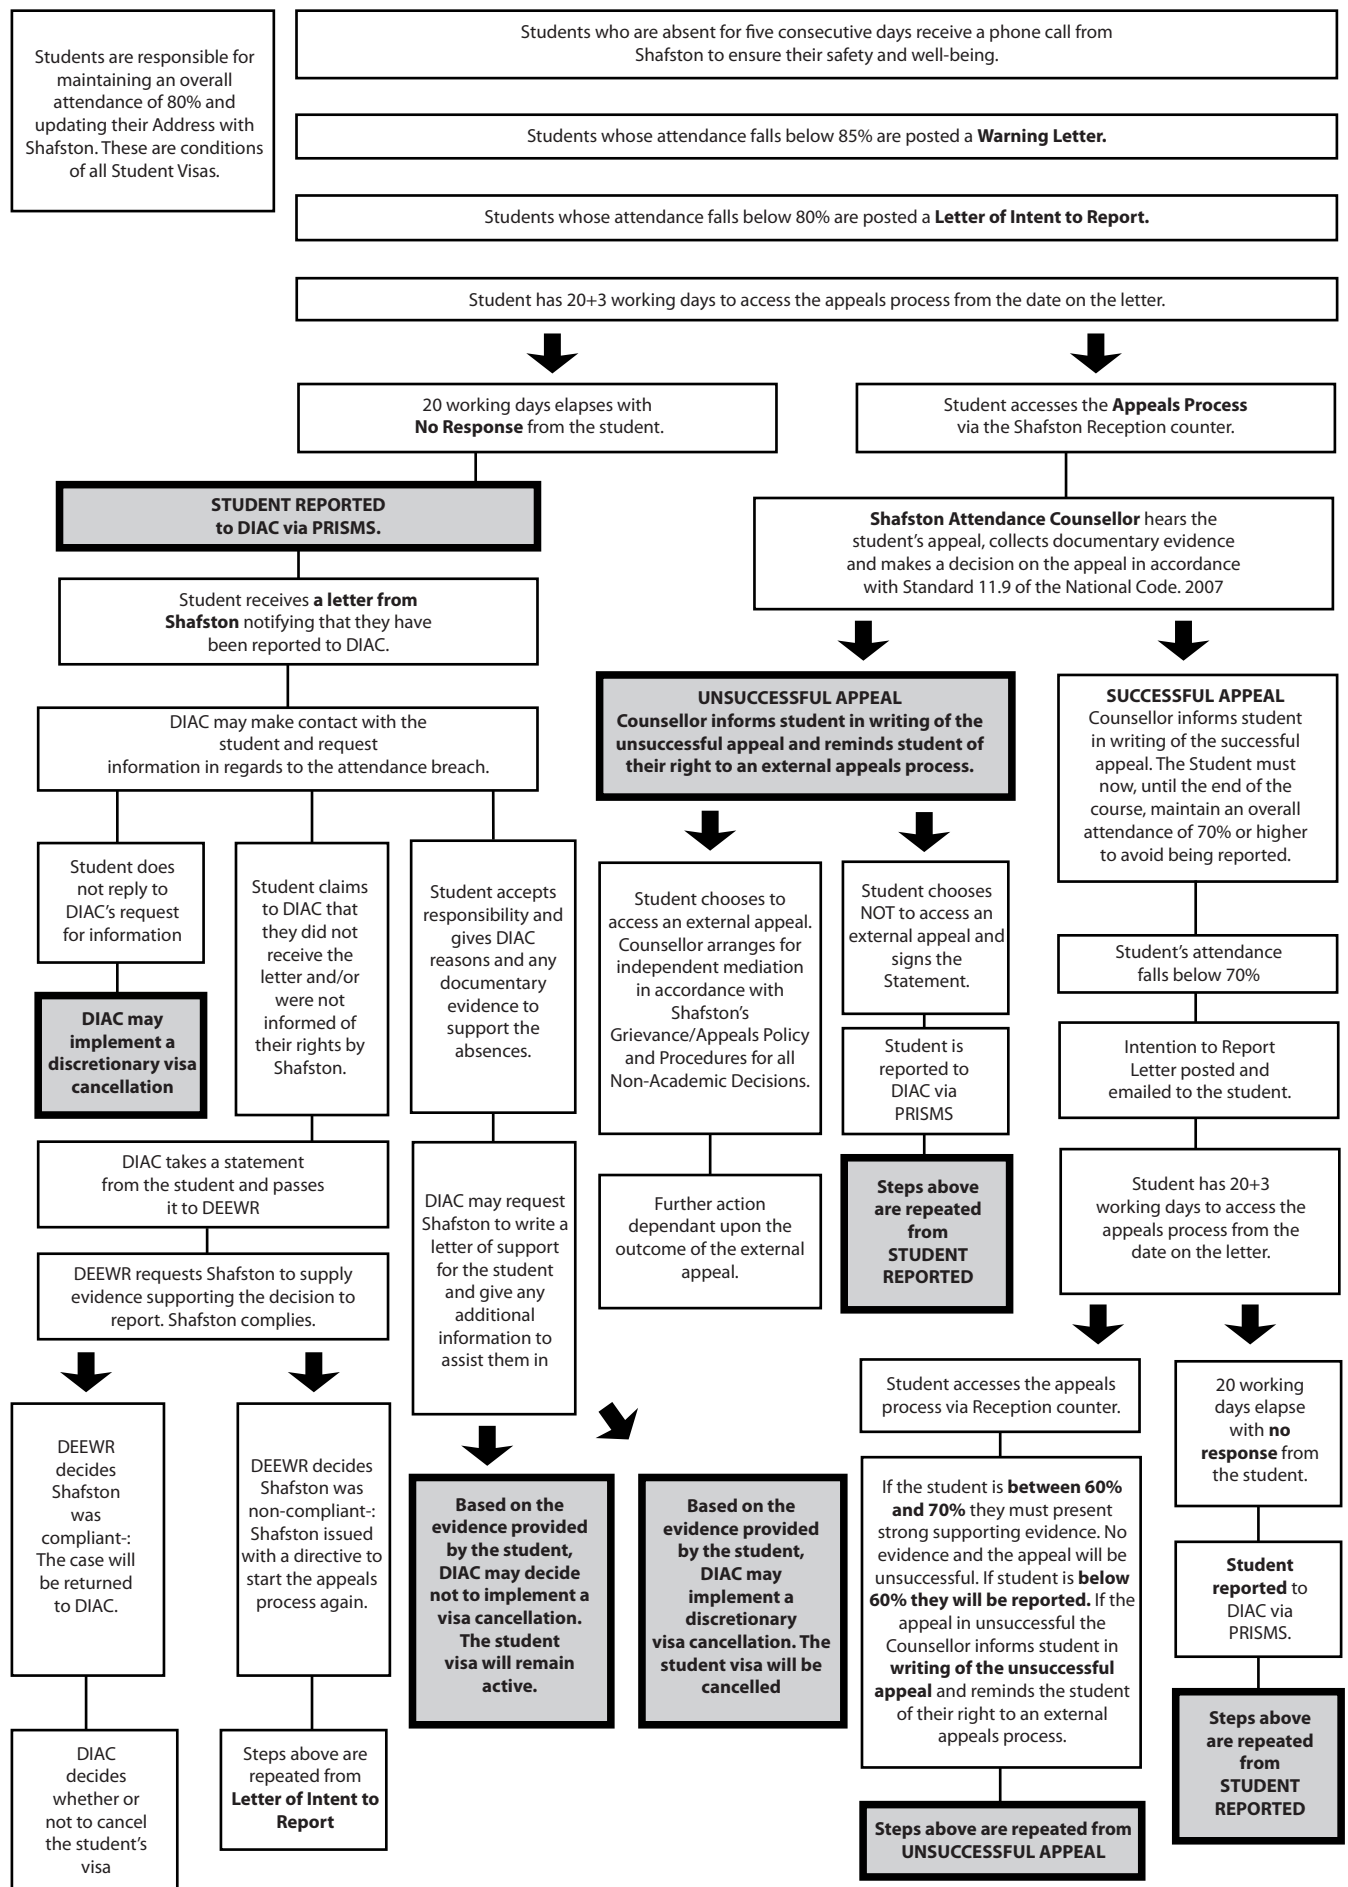 Students are responsible for
maintaining an overall
attendance of 80% and
updating their Address with
Shafston. These are conditions
of all Student Visas.
Students who are absent for five consecutive days receive a phone call from
Shafston to ensure their safety and well-being.
Students whose attendance falls below 85% are posted a Warning Letter.
Students whose attendance falls below 80% are posted a Letter of Intent to Report.
Student has 20+3 working days to access the appeals process from the date on the letter.
20 working days elapses with
No Response from the student.
Student accesses the Appeals Process
via the Shafston Reception counter.
STUDENT REPORTED
to DIAC via PRISMS.
Shafston Attendance Counsellor hears the
student's appeal, collects documentary evidence
and makes a decision on the appeal in accordance
with Standard 11.9 of the National Code. 2007
Student receives a letter from
Shafston notifying that they have
been reported to DIAC.
DIAC may make contact with the
student and request
information in regards to the attendance breach.
UNSUCCESSFUL APPEAL
Counsellor informs student in writing of the
unsuccessful appeal and reminds student of
their right to an external appeals process.
SUCCESSFUL APPEAL
Counsellor informs student
in writing of the successful
appeal. The Student must
now, until the end of the
course, maintain an overall
attendance of 70% or higher
to avoid being reported.
Student does
not reply to
DIAC's request
for information
Student claims
to DIAC that
they did not
receive the
letter and/or
were not
informed of
their rights by
Shafston.
Student accepts
responsibility and
gives DIAC
reasons and any
documentary
evidence to
support the
absences.
Student chooses to
access an external appeal.
Counsellor arranges for
independent mediation
in accordance with
Shafston's
Grievance/Appeals Policy
and Procedures for all
Non-Academic Decisions.
Student chooses
NOT to access an
external appeal and
signs the
Statement.
Student's attendance
falls below 70%
DIAC may
implement a
discretionary visa
cancellation
Student is
reported to
DIAC via
PRISMS
Intention to Report
Letter posted and
emailed to the student.
DIAC takes a statement
from the student and passes
it to DEEWR
DIAC may request
Shafston to write a
letter of support
for the student
and give any
additional
information to
assist them in
Further action
dependant upon the
outcome of the external
appeal.
Steps above
are repeated
from
STUDENT
REPORTED
Student has 20+3
working days to access the
appeals process from the
date on the letter.
DEEWR requests Shafston to supply
evidence supporting the decision to
report. Shafston complies.
Student accesses the appeals
process via Reception counter.
20 working
days elapse
with no
response from
the student.
DEEWR
decides
Shafston
was
compliant-:
The case will
be returned
to DIAC.
DEEWR decides
Shafston was
non-compliant-:
Shafston issued
with a directive to
start the appeals
process again.
Based on the
evidence provided
by the student,
DIAC may decide
not to implement a
visa cancellation.
The student
visa will remain
active.
Based on the
evidence provided
by the student,
DIAC may
implement a
discretionary
visa cancellation. The
student visa will be
cancelled
If the student is between 60%
and 70% they must present
strong supporting evidence. No
evidence and the appeal will be
unsuccessful. If student is below
60% they will be reported. If the
appeal in unsuccessful the
Counsellor informs student in
writing of the unsuccessful
appeal and reminds the student
of their right to an external
appeals process.
Student
reported to
DIAC via
PRISMS.
DIAC
decides
whether or
not to cancel
the student's
visa
Steps above are
repeated from
Letter of Intent to
Report
Steps above are repeated from
UNSUCCESSFUL APPEAL
Steps above
are repeated
from
STUDENT
REPORTED